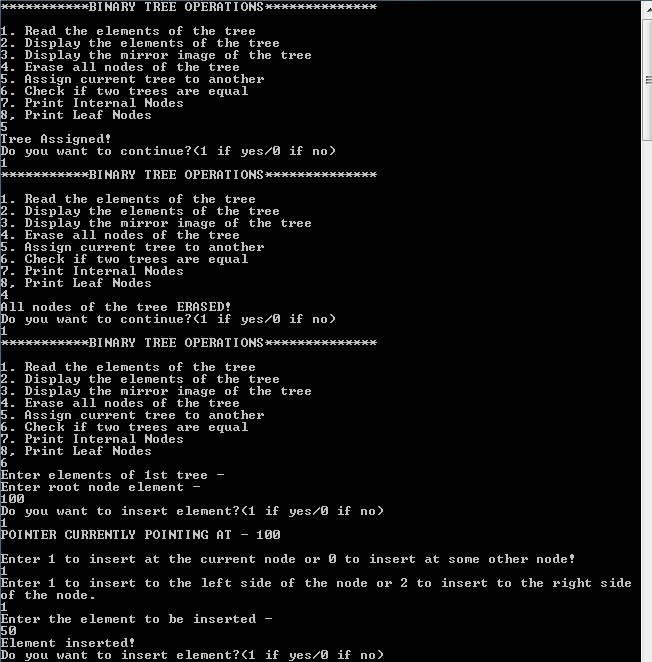 ***********BINARY TREE OPERATIONS**************
1. Read the elements of the tree
2. Display the elements of the tree
3. Display the mirror image of the tree
4. Erase all nodes of the tree
5. Assign current tree to another
6. Check if two trees are equal
7. Print Internal Nodes
8, Print Leaf Nodes
5
Tree Assigned!
Do you want to continue?(1 if yes/0 if no)
1
***********BINARY TREE OPERATIONS**************
1. Read the elements of the tree
2. Display the elements of the tree
3. Display the mirror image of the tree
4. Erase all nodes of the tree
5. Assign current tree to another
6. Check if two trees are equal
7. Print Internal Nodes
8, Print Leaf Nodes
4
All nodes of the tree ERASED!
Do you want to continue?(1 if yes/0 if no)
1
***********BINARY TREE OPERATIONS**************
1. Read the elements of the tree
2. Display the elements of the tree
3. Display the mirror image of the tree
4. Erase all nodes of the tree
5. Assign current tree to another
6. Check if two trees are equal
7. Print Internal Nodes
8, Print Leaf Nodes
6
Enter elements of 1st tree -
Enter root node element -
100
Do you want to insert element?(1 if yes/0 if no)
1
POINTER CURRENTLY POINTING AT - 100
Enter 1 to insert at the current node or 0 to insert at some other node!
1
Enter 1 to insert to the left side of the node or 2 to insert to the right side
of the node.
1
Enter the element to be inserted -
50
Element inserted!
Do you want to insert element?(1 if yes/0 if no)